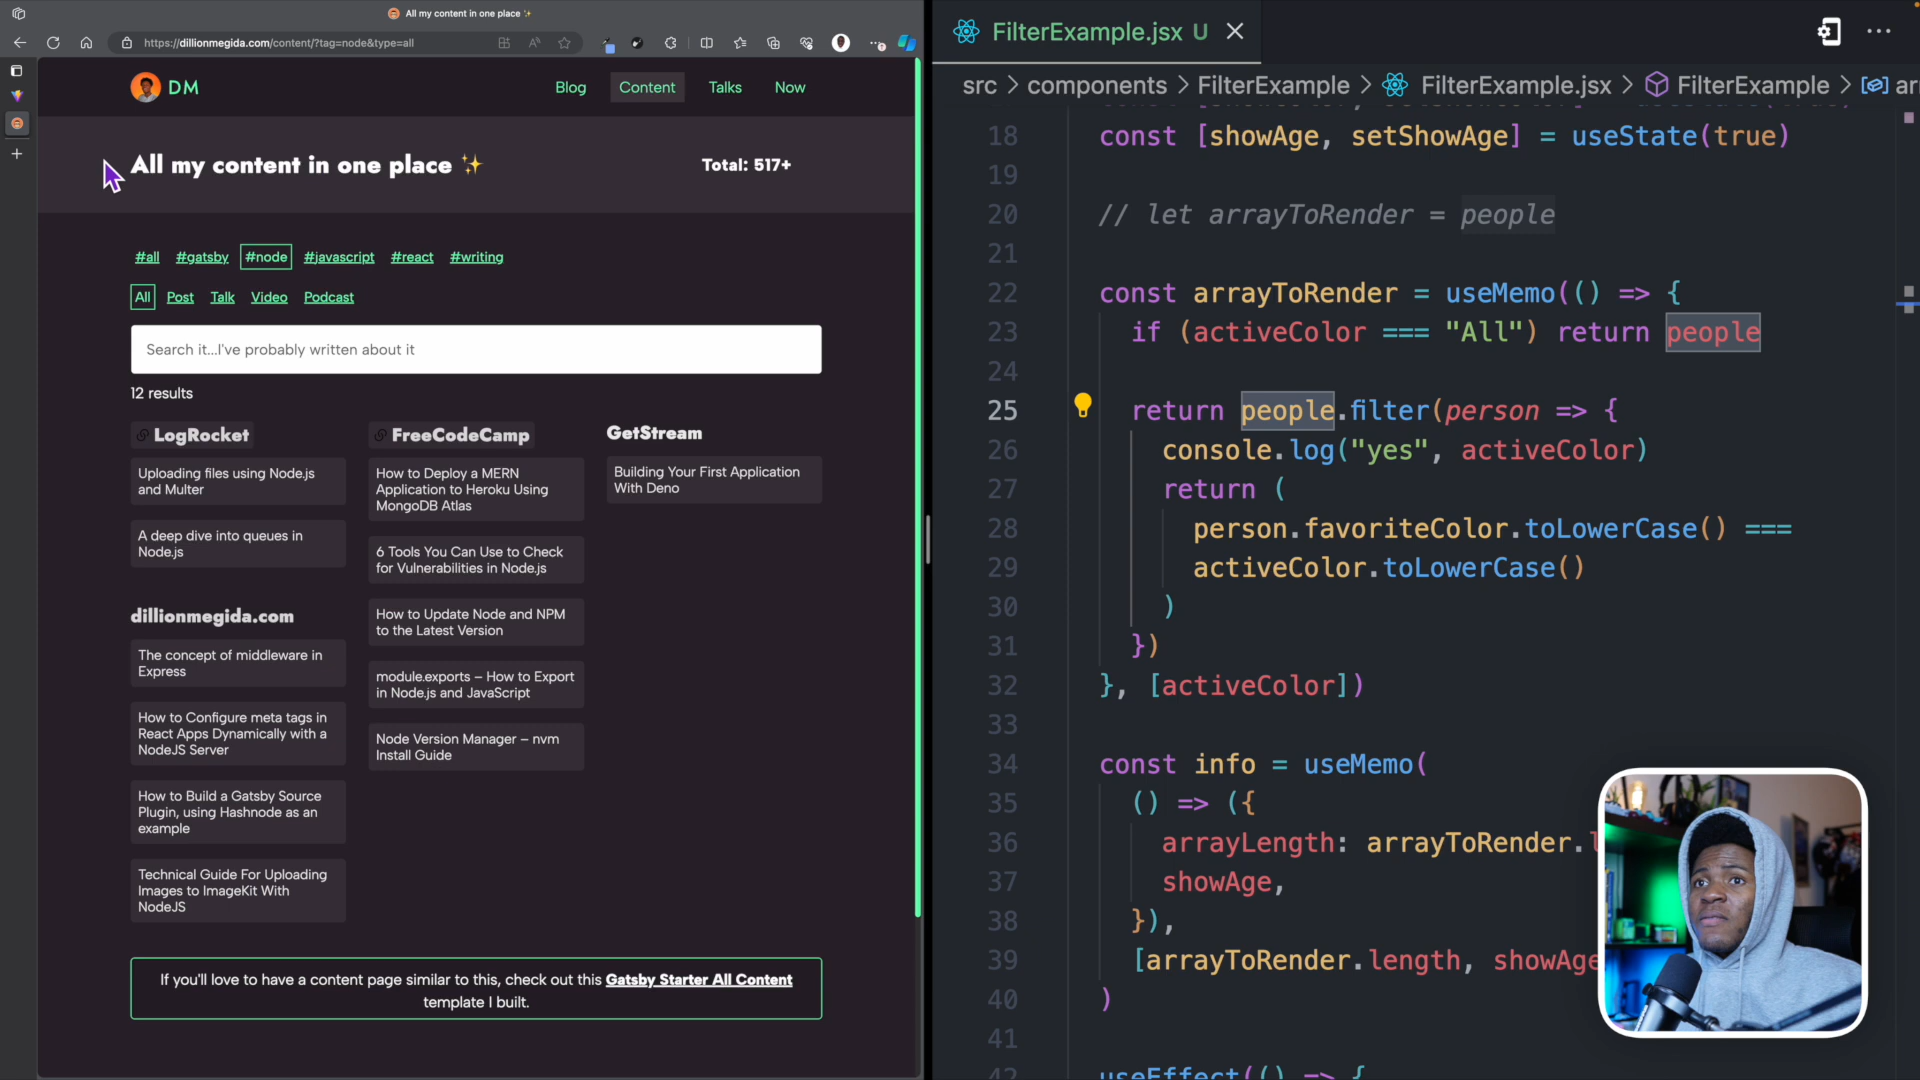 All my content in one place ✨
https://dillionmegida.com/content/?tag=node&type=all
DM
Blog
Content
Talks
Now
All my content in one place ✨
Total: 517+
#all
#gatsby
#node
#javascript
#react
#writing
All
Post
Talk
Video
Podcast
Search it...I've probably written about it
12 results
LogRocket
Uploading files using Node.js
and Multer
A deep dive into queues in
Node.js
dillionmegida.com
The concept of middleware in
Express
How to Configure meta tags in
React Apps Dynamically with a
NodeJS Server
How to Build a Gatsby Source
Plugin, using Hashnode as an
example
Technical Guide For Uploading
Images to ImageKit With
NodeJS
FreeCodeCamp
How to Deploy a MERN
Application to Heroku Using
MongoDB Atlas
6 Tools You Can Use to Check
for Vulnerabilities in Node.js
How to Update Node and NPM
to the Latest Version
module.exports – How to Export
in Node.js and JavaScript
Node Version Manager – nvm
Install Guide
GetStream
Building Your First Application
With Deno
If you'll love to have a content page similar to this, check out this Gatsby Starter All Content
template I built.
FilterExample.jsx U
src > components > FilterExample > FilterExample.jsx > FilterExample > ar
18 const [showAge, setShowAge] = useState(true)
19
20 // let arrayToRender = people
21
22 const arrayToRender = useMemo(() => {
23 if (activeColor === "All") return people
24
25 return people.filter(person => {
26 console.log("yes", activeColor)
27 return (
28 person.favoriteColor.toLowerCase() ===
29 activeColor.toLowerCase()
30 )
31 })
32 }, [activeColor])
33
34 const info = useMemo(
35 () => ({
36 arrayLength: arrayToRender.
37 showAge,
38 }),
39 [arrayToRender.length, showAge
40 )
41
42 useEffect(() => {